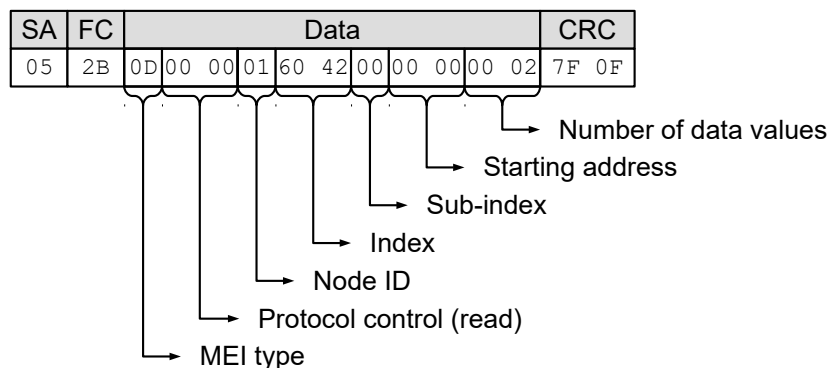 SA FC Data CRC
05 2B 0D 00 00 01 60 42 00 00 00 00 02 7F 0F
Number of data values
Starting address
Sub-index
Index
Node ID
Protocol control (read)
MEI type